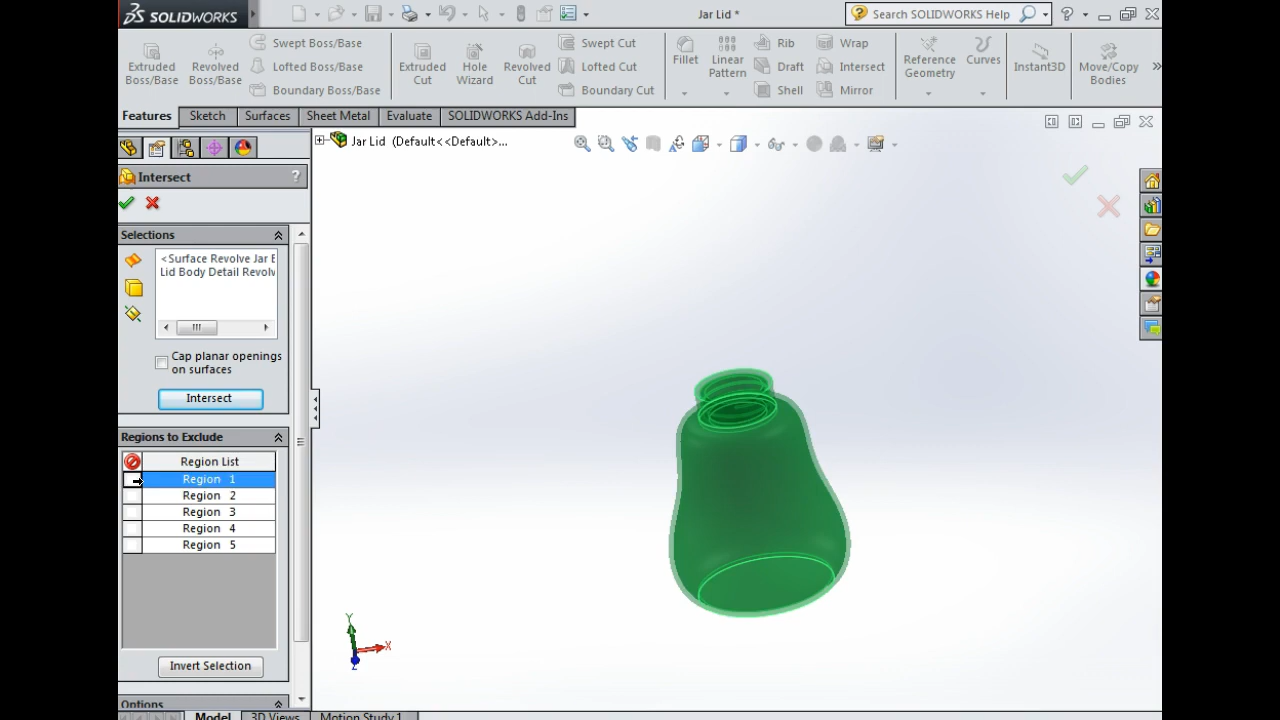 SOLIDWORKS
Jar Lid *
Search SOLIDWORKS Help
Extruded Boss/Base
Revolved Boss/Base
Swept Boss/Base
Lofted Boss/Base
Boundary Boss/Base
Extruded Cut
Hole Wizard
Revolved Cut
Swept Cut
Lofted Cut
Boundary Cut
Fillet
Linear Pattern
Rib
Draft
Shell
Wrap
Intersect
Mirror
Reference Geometry
Curves
Instant3D
Move/Copy Bodies
Features
Sketch
Surfaces
Sheet Metal
Evaluate
SOLIDWORKS Add-Ins
Jar Lid (Default<<Default>...
Intersect
?
Selections
<Surface Revolve Jar E
Lid Body Detail Revolv
Cap planar openings
on surfaces
Intersect
Regions to Exclude
Region List
Region 1
Region 2
Region 3
Region 4
Region 5
Invert Selection
Options
Y
X
Z
Model
3D Views
Motion Study 1